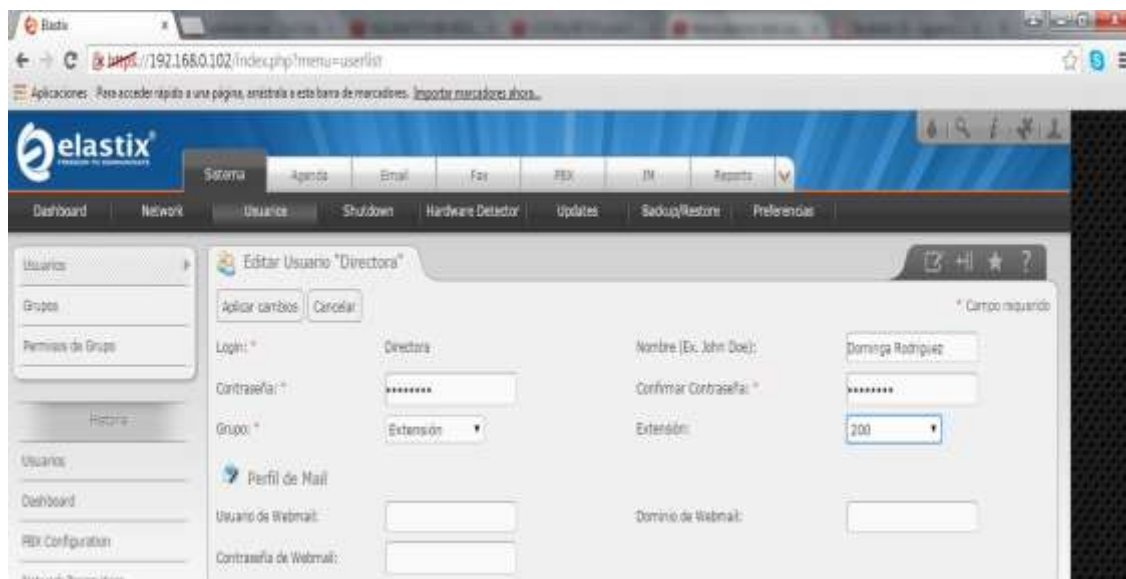 Elastix
https://192.168.0.102/index.php?menu=userlist
Aplicaciones Para acceder rápido a una página, arrástrala a esta barra de marcadores. Importar marcadores ahora...
elastix
Sistema Agenda Email Fax PBX IM Reports
Dashboard Network Usuarios Shutdown Hardware Detector Updates Backup/Restore Preferencias
Usuarios
Grupos
Permisos de Grupo
Historia
Usuarios
Dashboard
PBX Configuration
Editar Usuario "Directora"
Aplicar cambios Cancelar * Campo requerido
Login: * Directora Nombre (Ex. John Doe): Dominga Rodriguez
Contraseña: * •••••••• Confirmar Contraseña: * ••••••••
Grupo: * Extensión Extensión: 200
Perfil de Mail
Usuario de Webmail: Dominio de Webmail:
Contraseña de Webmail: